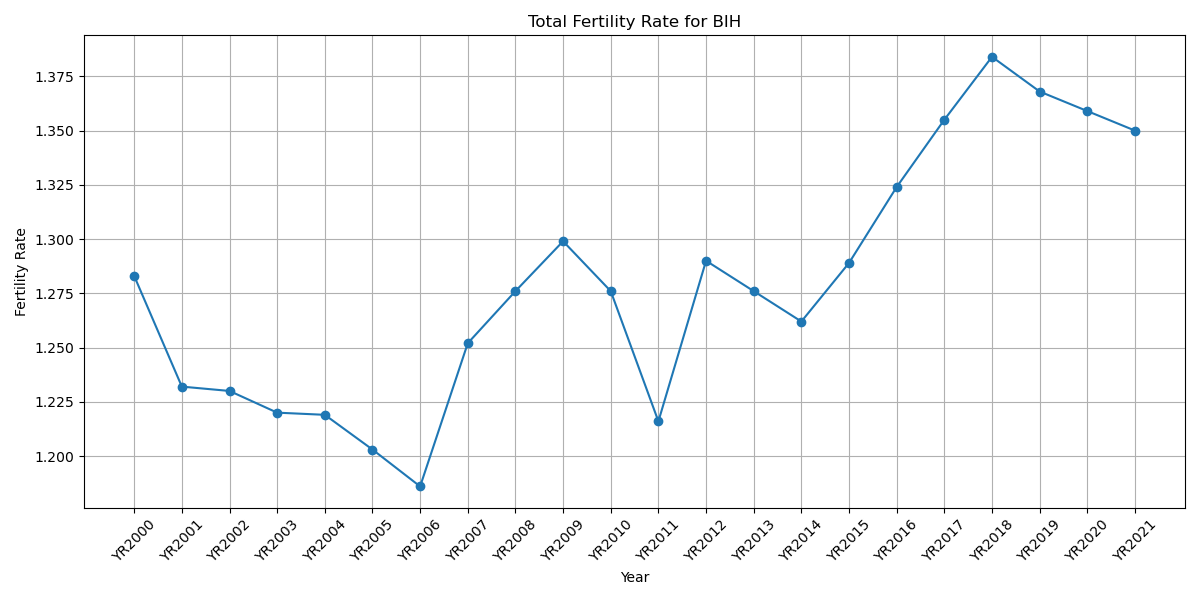 Total Fertility Rate for BIH
Fertility Rate
1.375
1.350
1.325
1.300
1.275
1.250
1.225
1.200
YR2000
YR2001
YR2002
YR2003
YR2004
YR2005
YR2006
YR2007
YR2008
YR2009
YR2010
YR2011
YR2012
YR2013
YR2014
YR2015
YR2016
YR2017
YR2018
YR2019
YR2020
YR2021
Year